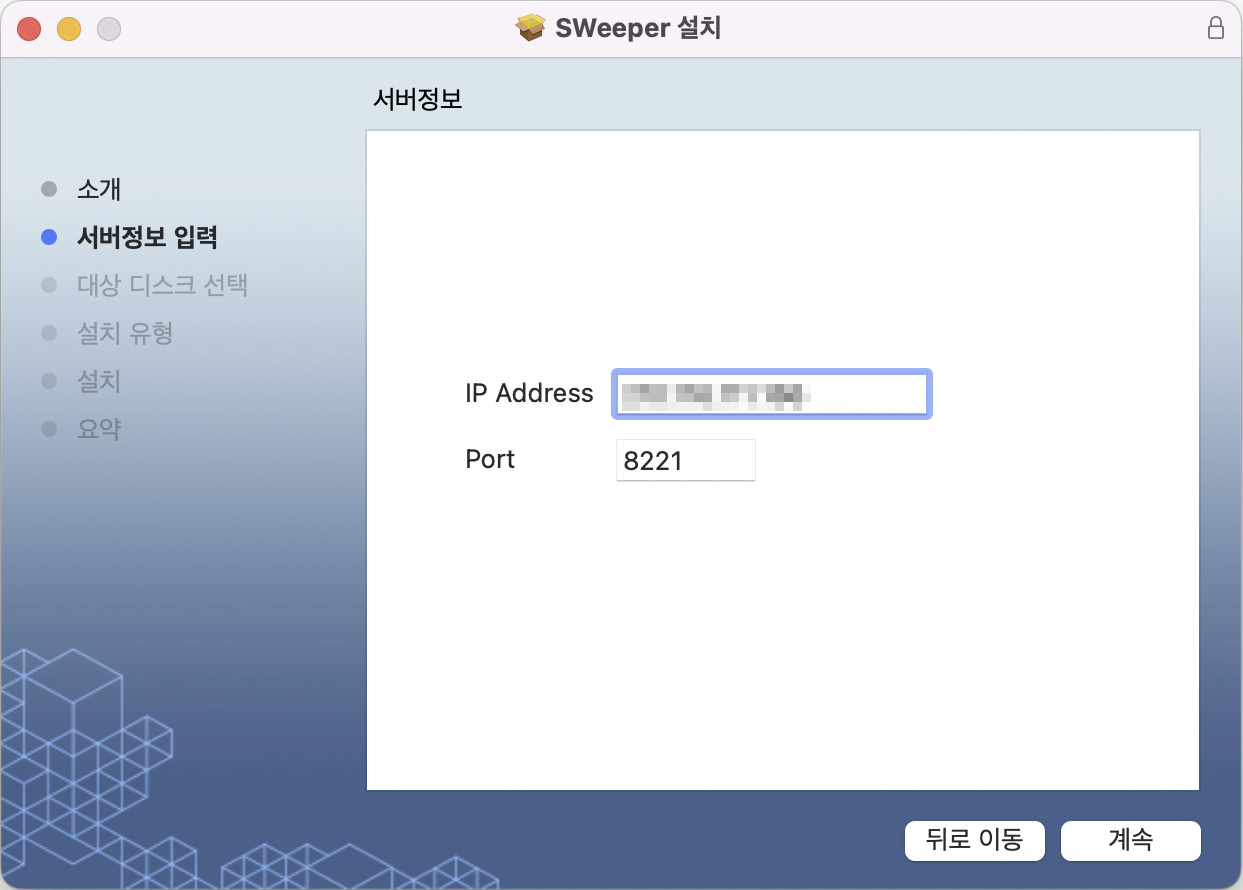 SWeeper 설치
서버정보
소개
서버정보 입력
대상 디스크 선택
설치 유형
설치
요약
IP Address
Port 8221
뒤로 이동 계속